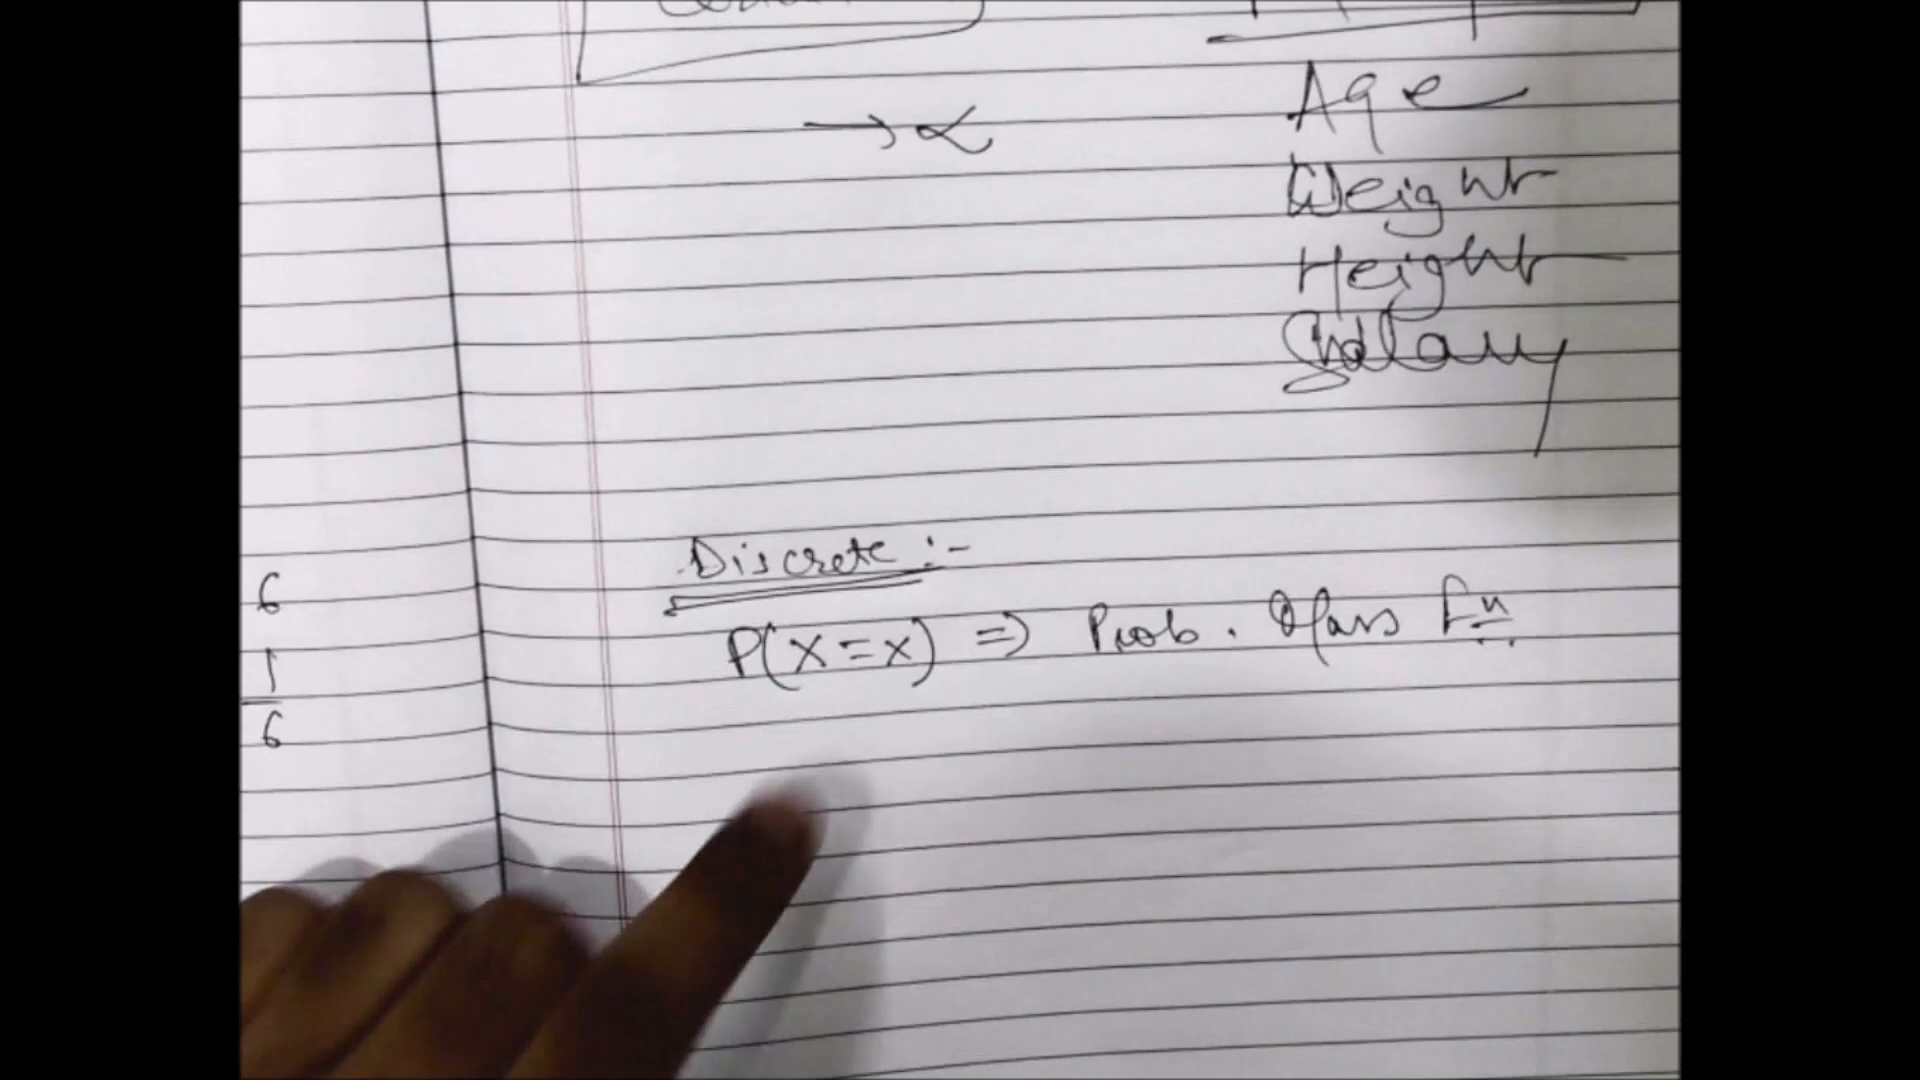 → ∝
Age
Weight
Height
Salary
Discrete :-
P(X=x) ⇒ Prob. Mass Fn
6
1
6